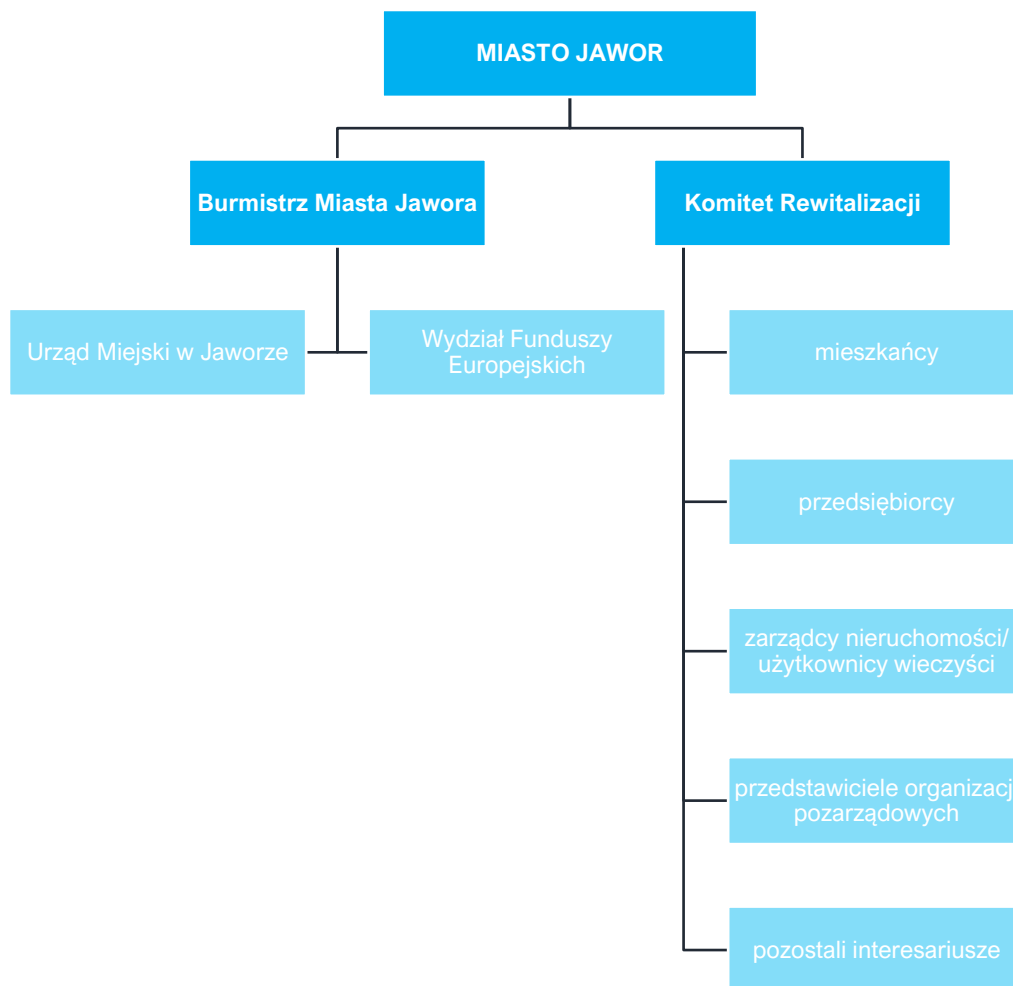 MIASTO JAWOR
Burmistrz Miasta Jawora
Komitet Rewitalizacji
Urząd Miejski w Jaworze
Wydział Funduszy
Europejskich
mieszkańcy
przedsiębiorcy
zarządcy nieruchomości/
użytkownicy wieczyści
przedstawiciele organizacji
pozarządowych
pozostali interesariusze